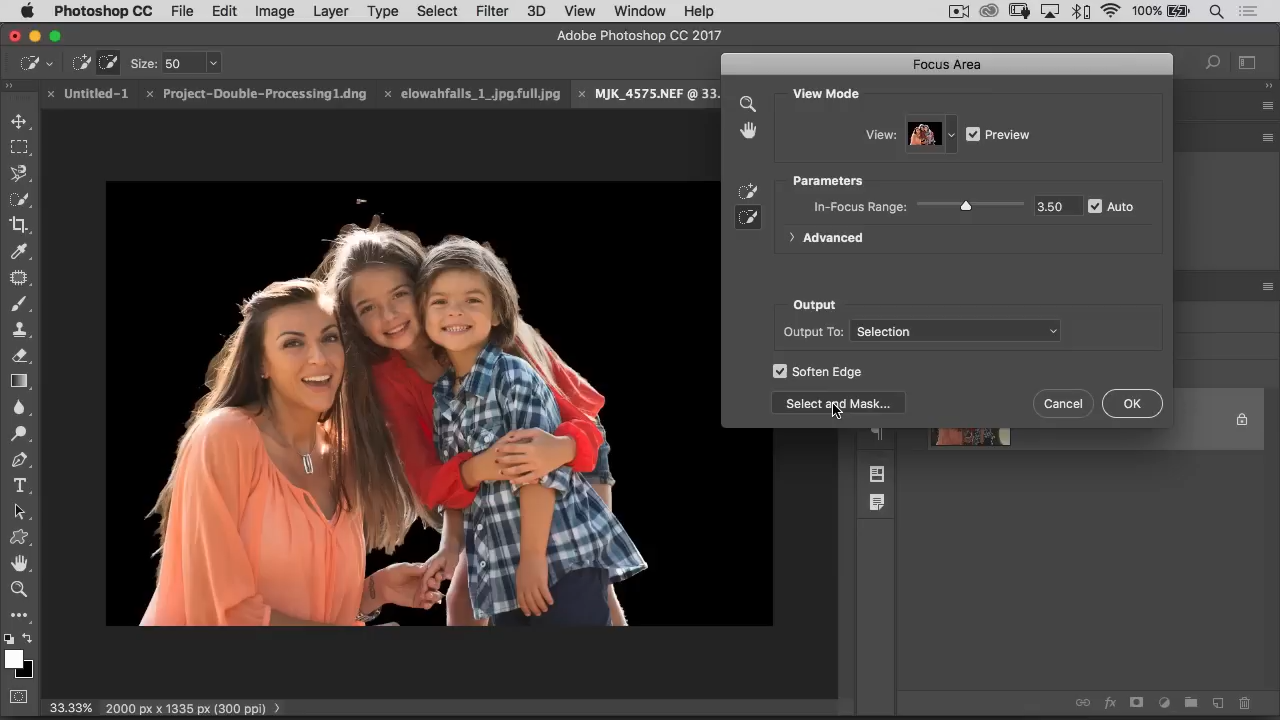 Photoshop CC File Edit Image Layer Type Select Filter 3D View Window Help 100%
Adobe Photoshop CC 2017
Size: 50
Untitled-1 Project-Double-Processing1.dng elowahfalls_1_.jpg.full.jpg MJK_4575.NEF @ 33.
Focus Area
View Mode
View: Preview
Parameters
In-Focus Range: 3.50 Auto
Advanced
Output
Output To: Selection
Soften Edge
Select and Mask... Cancel OK
33.33% 2000 px x 1335 px (300 ppi)